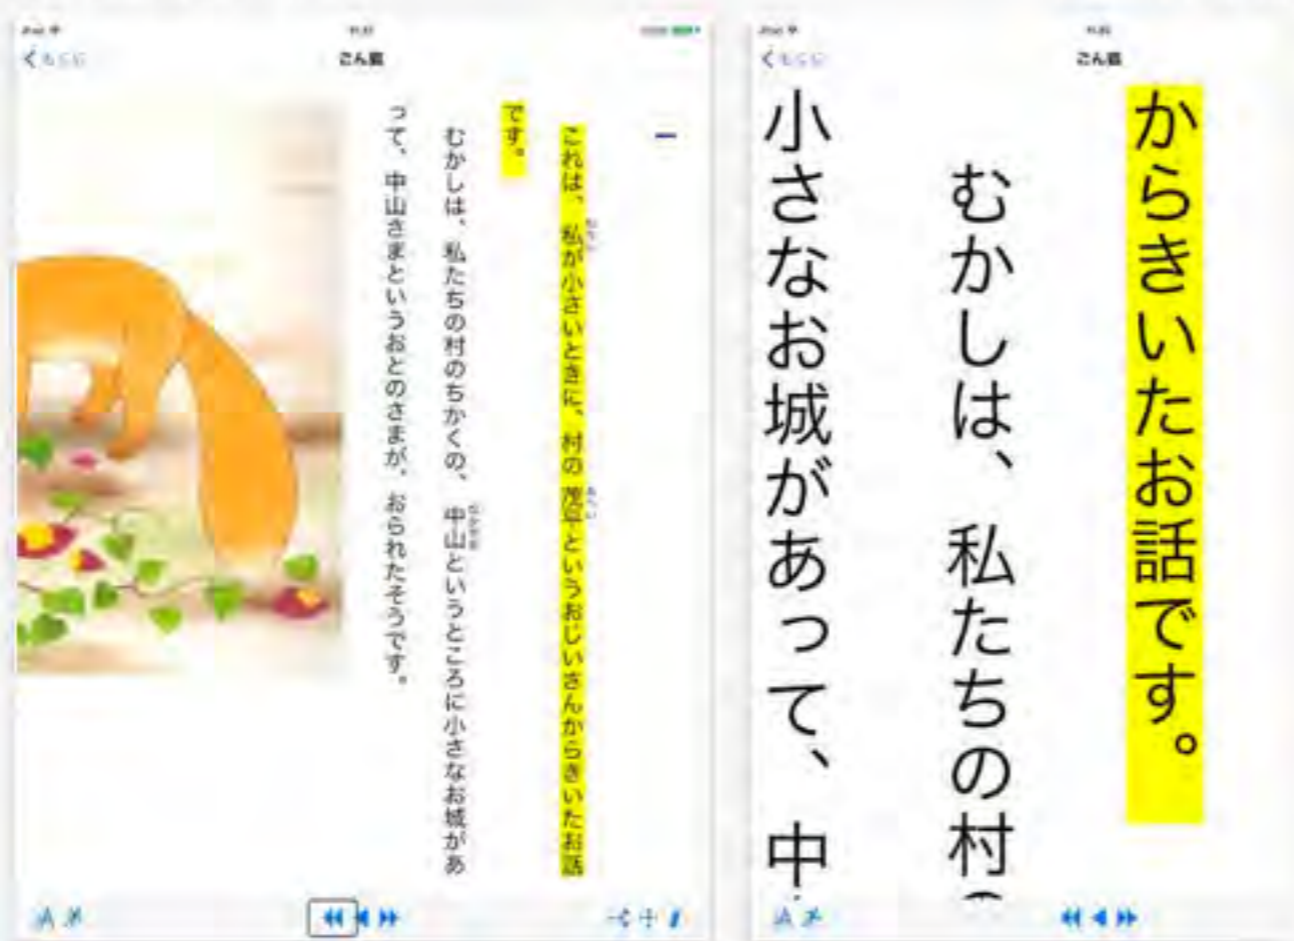 ごん狐
一
これは、私が小さいときに、村の茂平というおじいさんからきいたお話
です。
むかしは、私たちの村のちかくの、中山というところに小さなお城があ
って、中山さまというおとのさまが、おられたそうです。
ごん狐
からきいたお話です。
むかしは、私たちの村
小さなお城があって、中